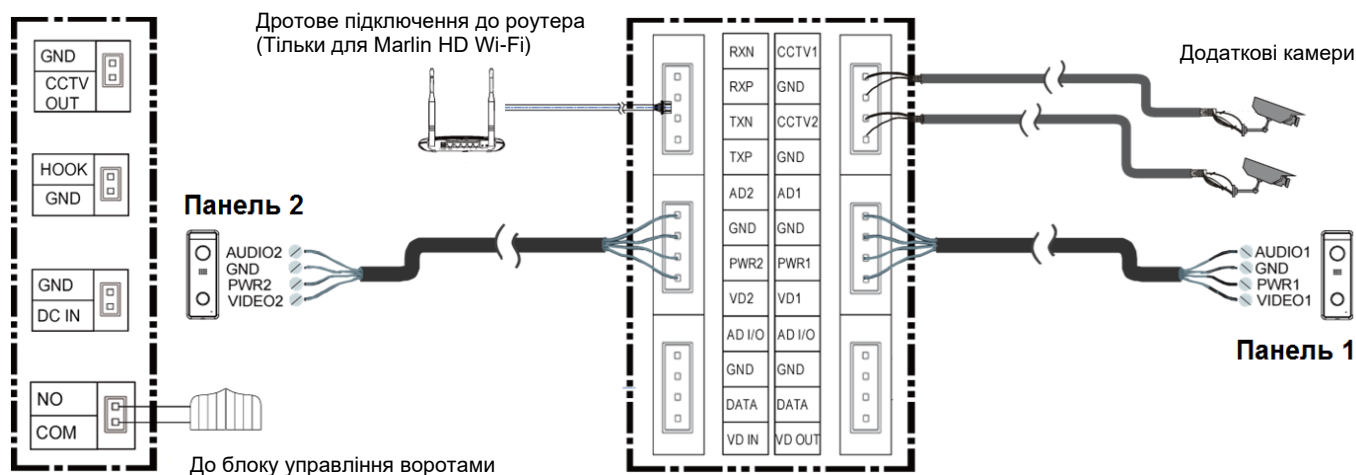 GND
CCTV
OUT
HOOK
GND
GND
DC IN
NO
COM
До блоку управління воротами
Дротове підключення до роутера
(Тільки для Marlin HD Wi-Fi)
Панель 2
AUDIO2
GND
PWR2
VIDEO2
RXN CCTV1
RXP GND
TXN CCTV2
TXP GND
AD2 AD1
GND GND
PWR2 PWR1
VD2 VD1
AD I/O AD I/O
GND GND
DATA DATA
VD IN VD OUT
Додаткові камери
AUDIO1
GND
PWR1
VIDEO1
Панель 1